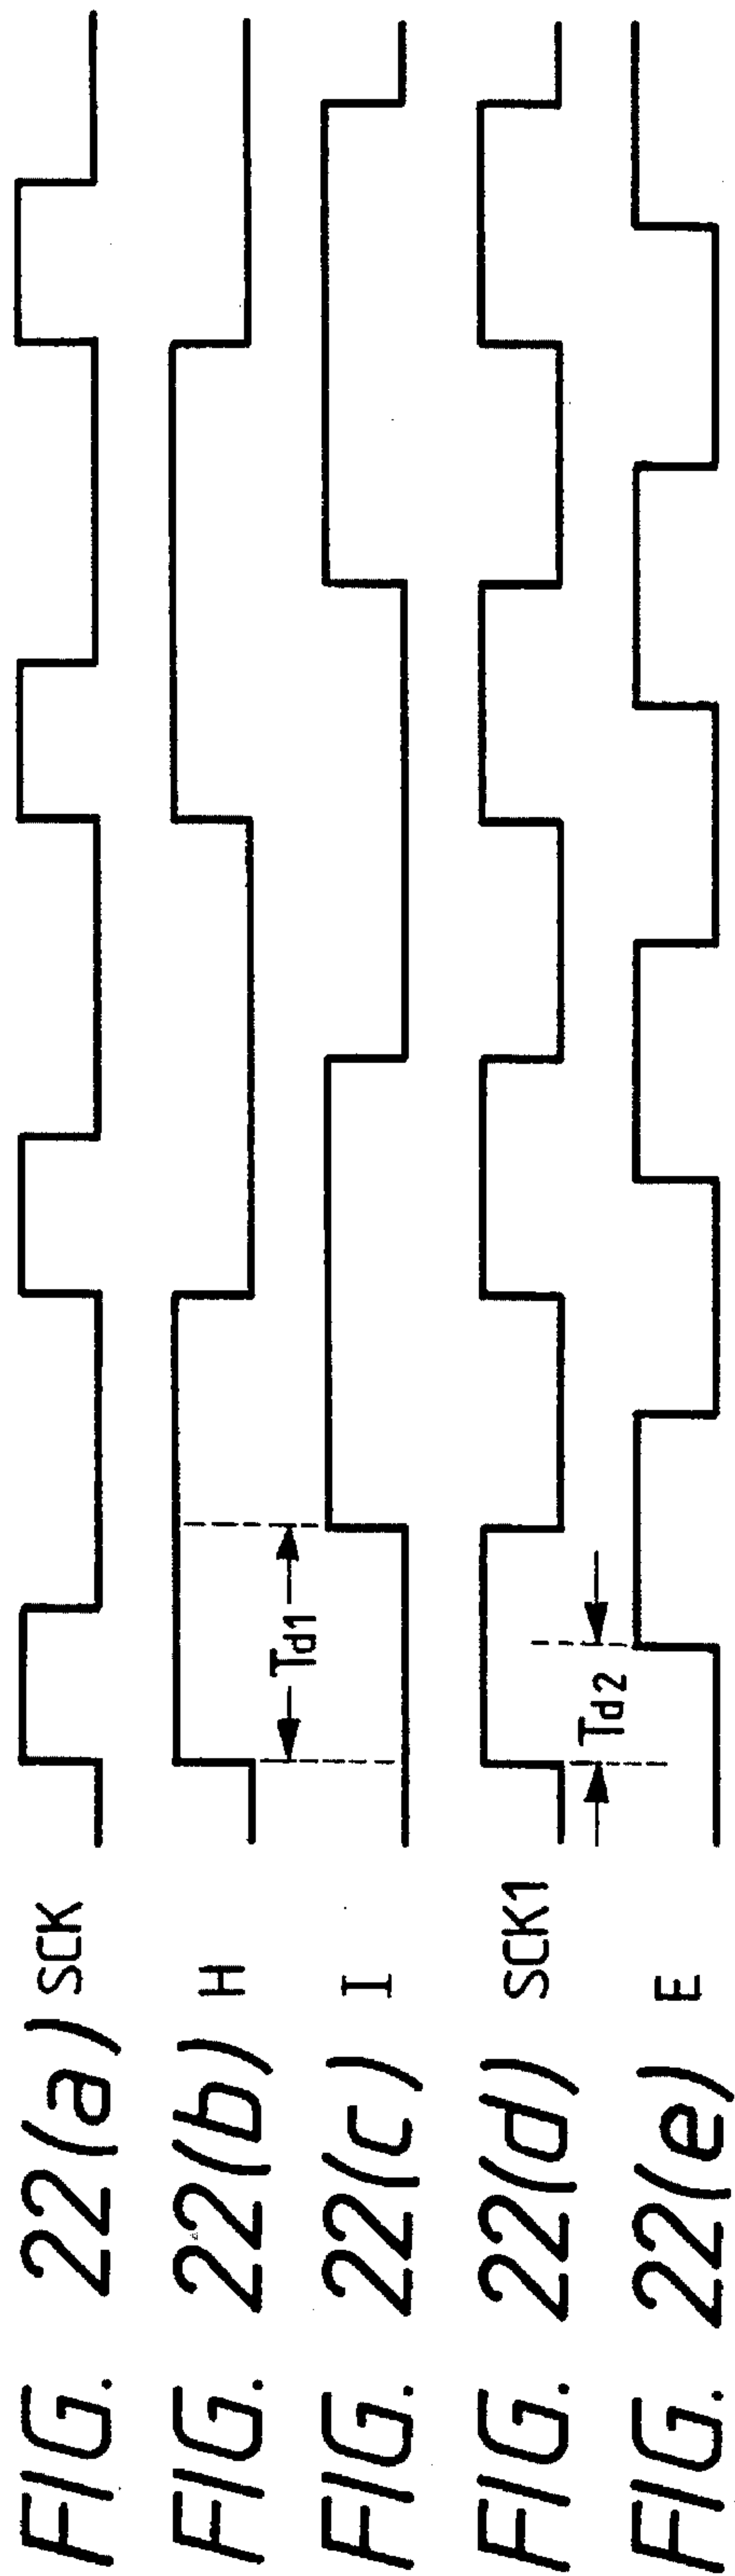 FIG. 22(a) SCK
FIG. 22(b) H
Td1
FIG. 22(c) I
FIG. 22(d) SCK1
Td2
FIG. 22(e) E